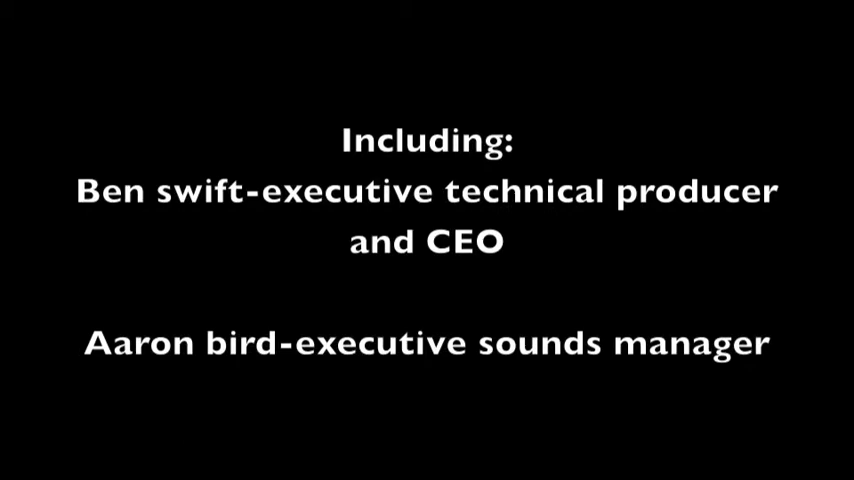 Including:
Ben swift-executive technical producer
and CEO
Aaron bird-executive sounds manager